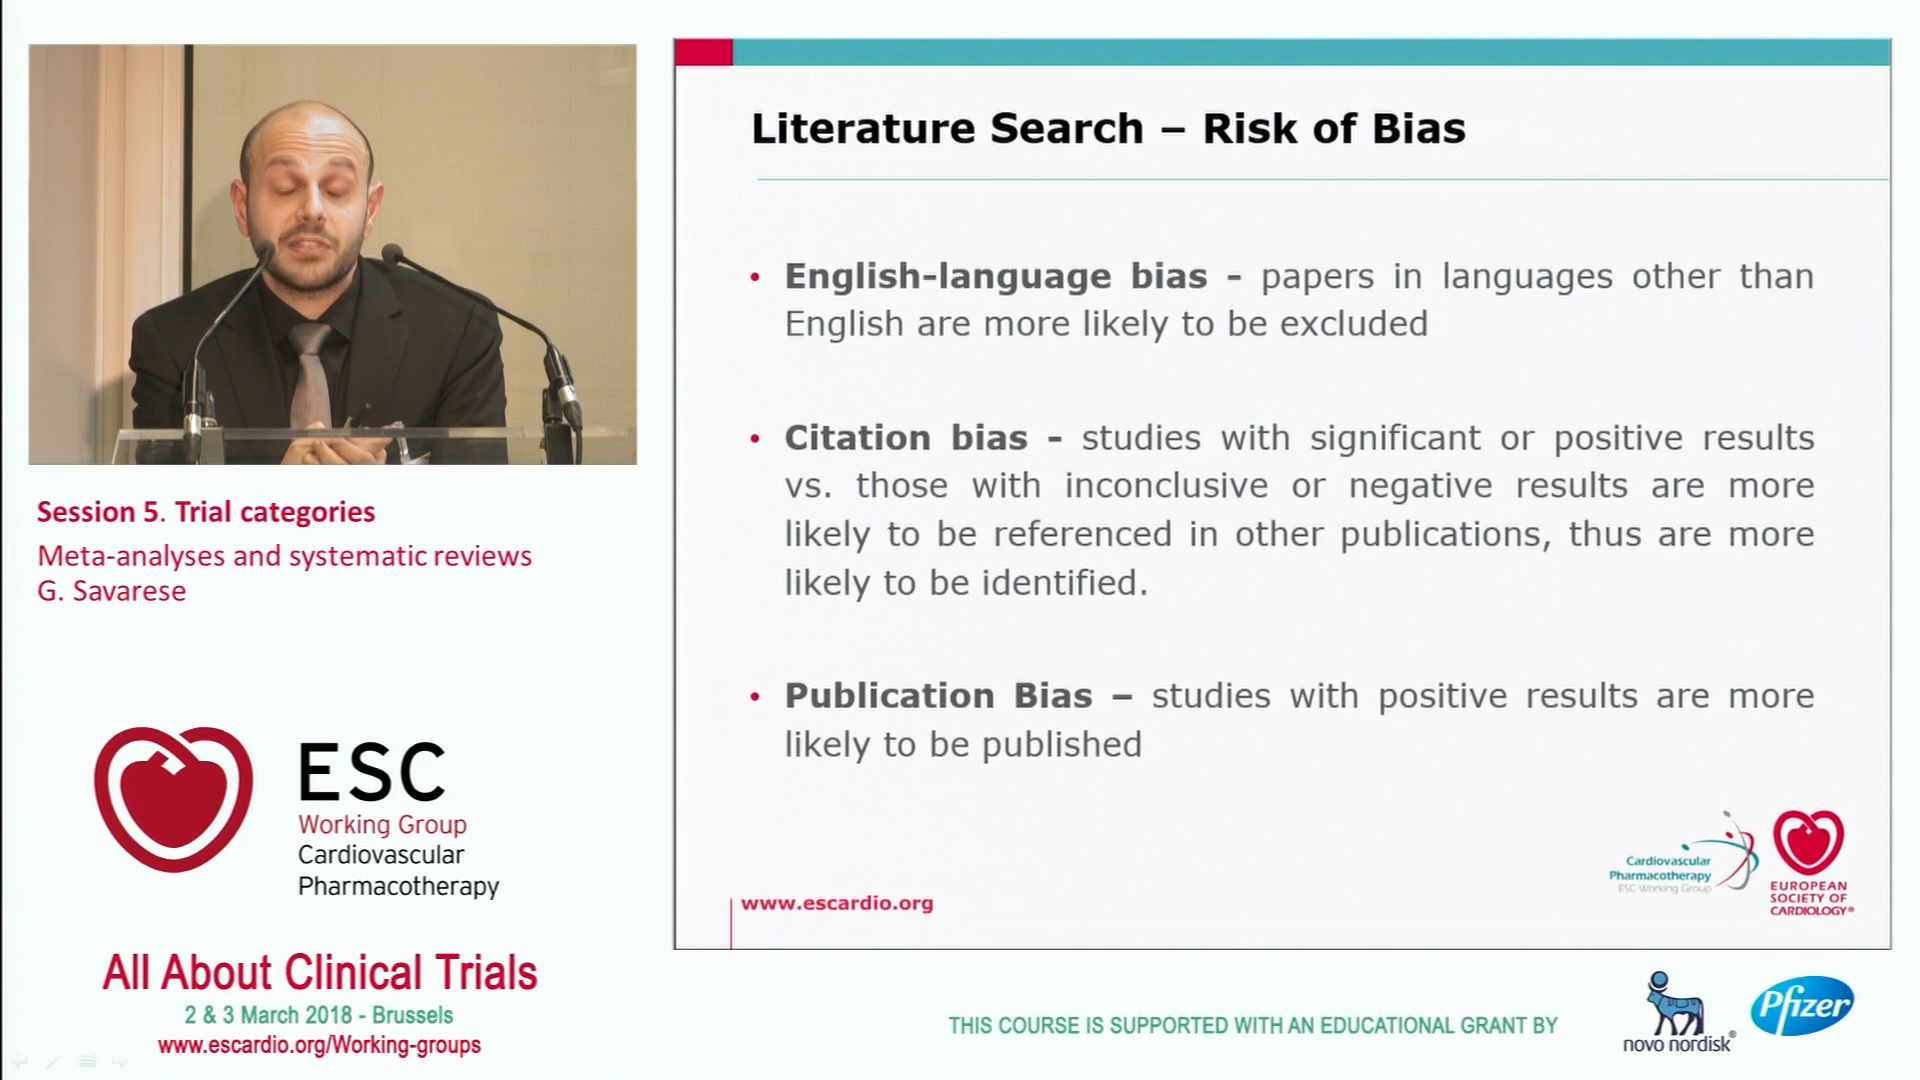 Session 5. Trial categories
Meta-analyses and systematic reviews
G. Savarese
ESC
Working Group
Cardiovascular
Pharmacotherapy
All About Clinical Trials
2 & 3 March 2018 - Brussels
www.escardio.org/Working-groups
Literature Search – Risk of Bias
• English-language bias - papers in languages other than
English are more likely to be excluded
• Citation bias - studies with significant or positive results
vs. those with inconclusive or negative results are more
likely to be referenced in other publications, thus are more
likely to be identified.
• Publication Bias – studies with positive results are more
likely to be published
www.escardio.org
Cardiovascular
Pharmacotherapy
ESC Working Group
EUROPEAN
SOCIETY OF
CARDIOLOGY®
THIS COURSE IS SUPPORTED WITH AN EDUCATIONAL GRANT BY
novo nordisk®
Pfizer